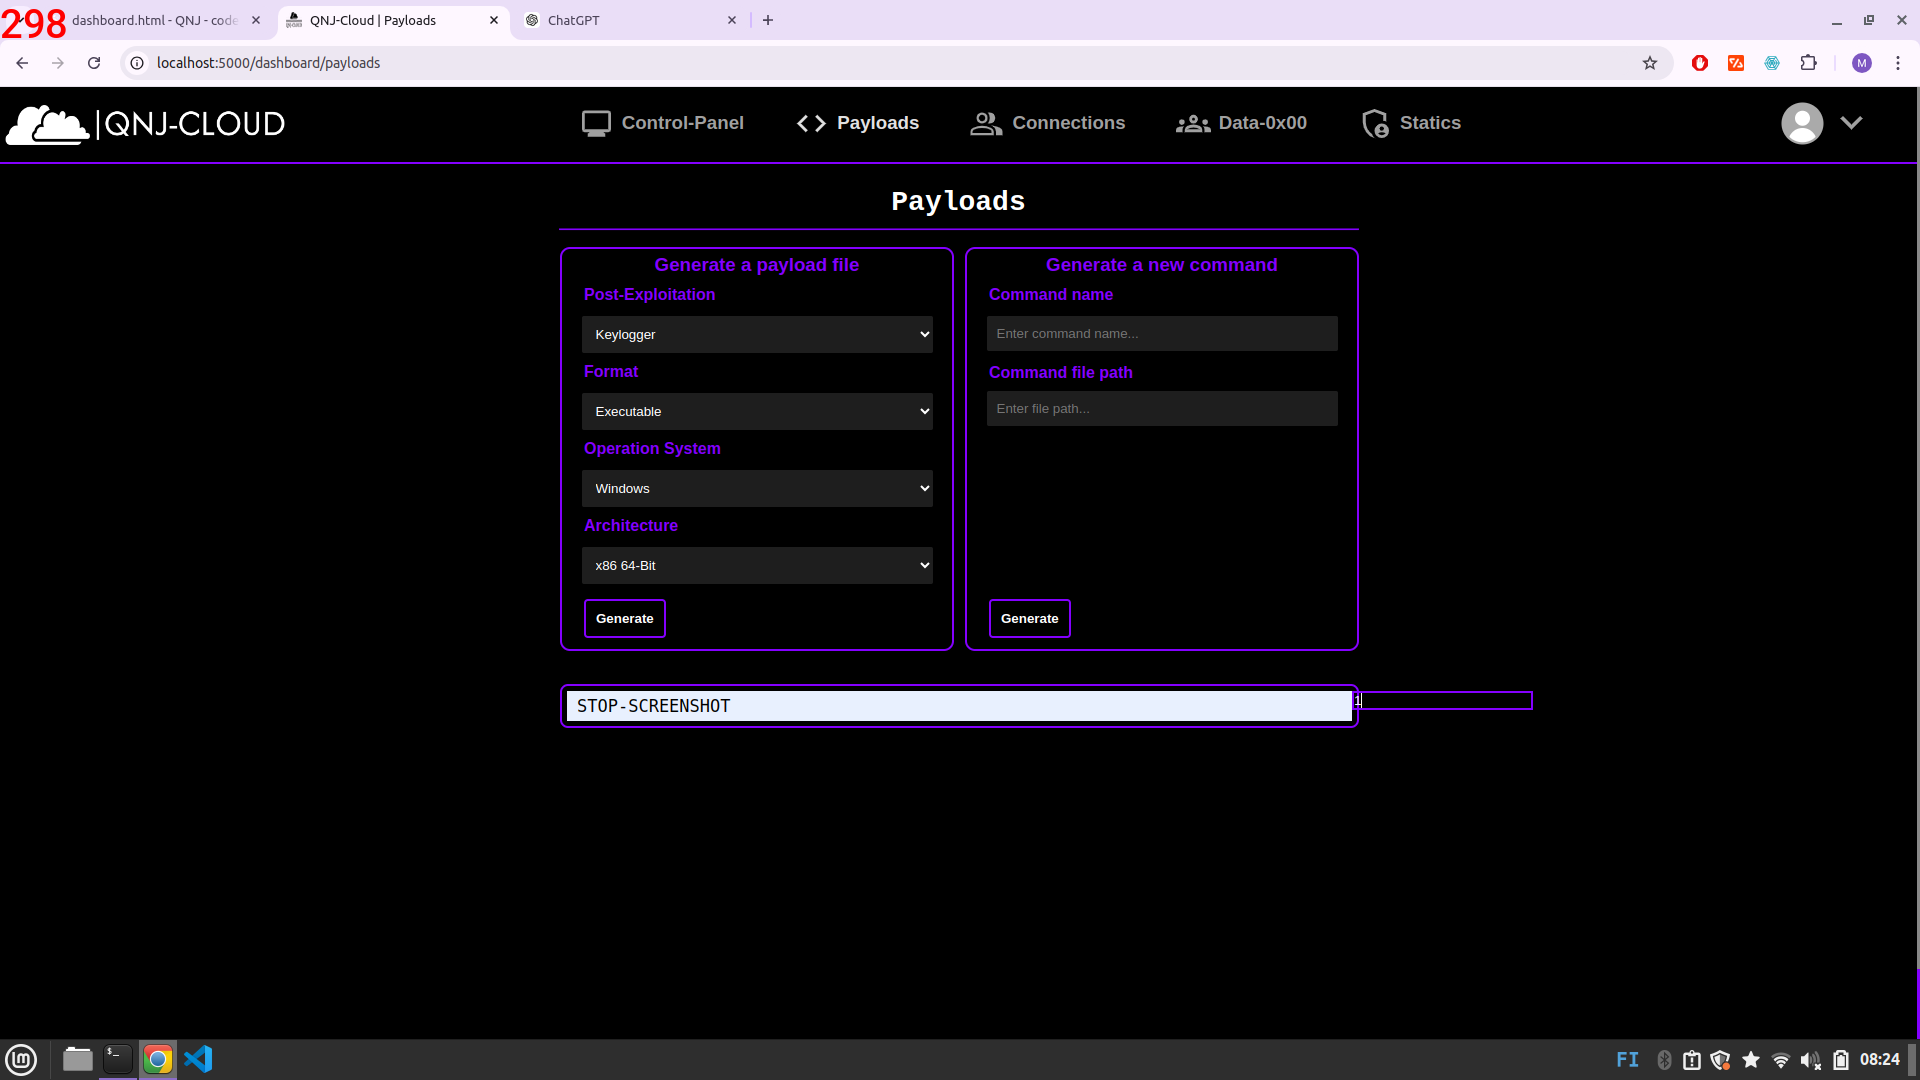 298
dashboard.html - QNJ - code
QNJ-Cloud | Payloads
ChatGPT
localhost:5000/dashboard/payloads
M
|QNJ-CLOUD
Control-Panel
Payloads
Connections
Data-0x00
Statics
Payloads
Generate a payload file
Post-Exploitation
Keylogger
Format
Executable
Operation System
Windows
Architecture
x86 64-Bit
Generate
Generate a new command
Command name
Enter command name...
Command file path
Enter file path...
Generate
STOP-SCREENSHOT
1
FI
08:24